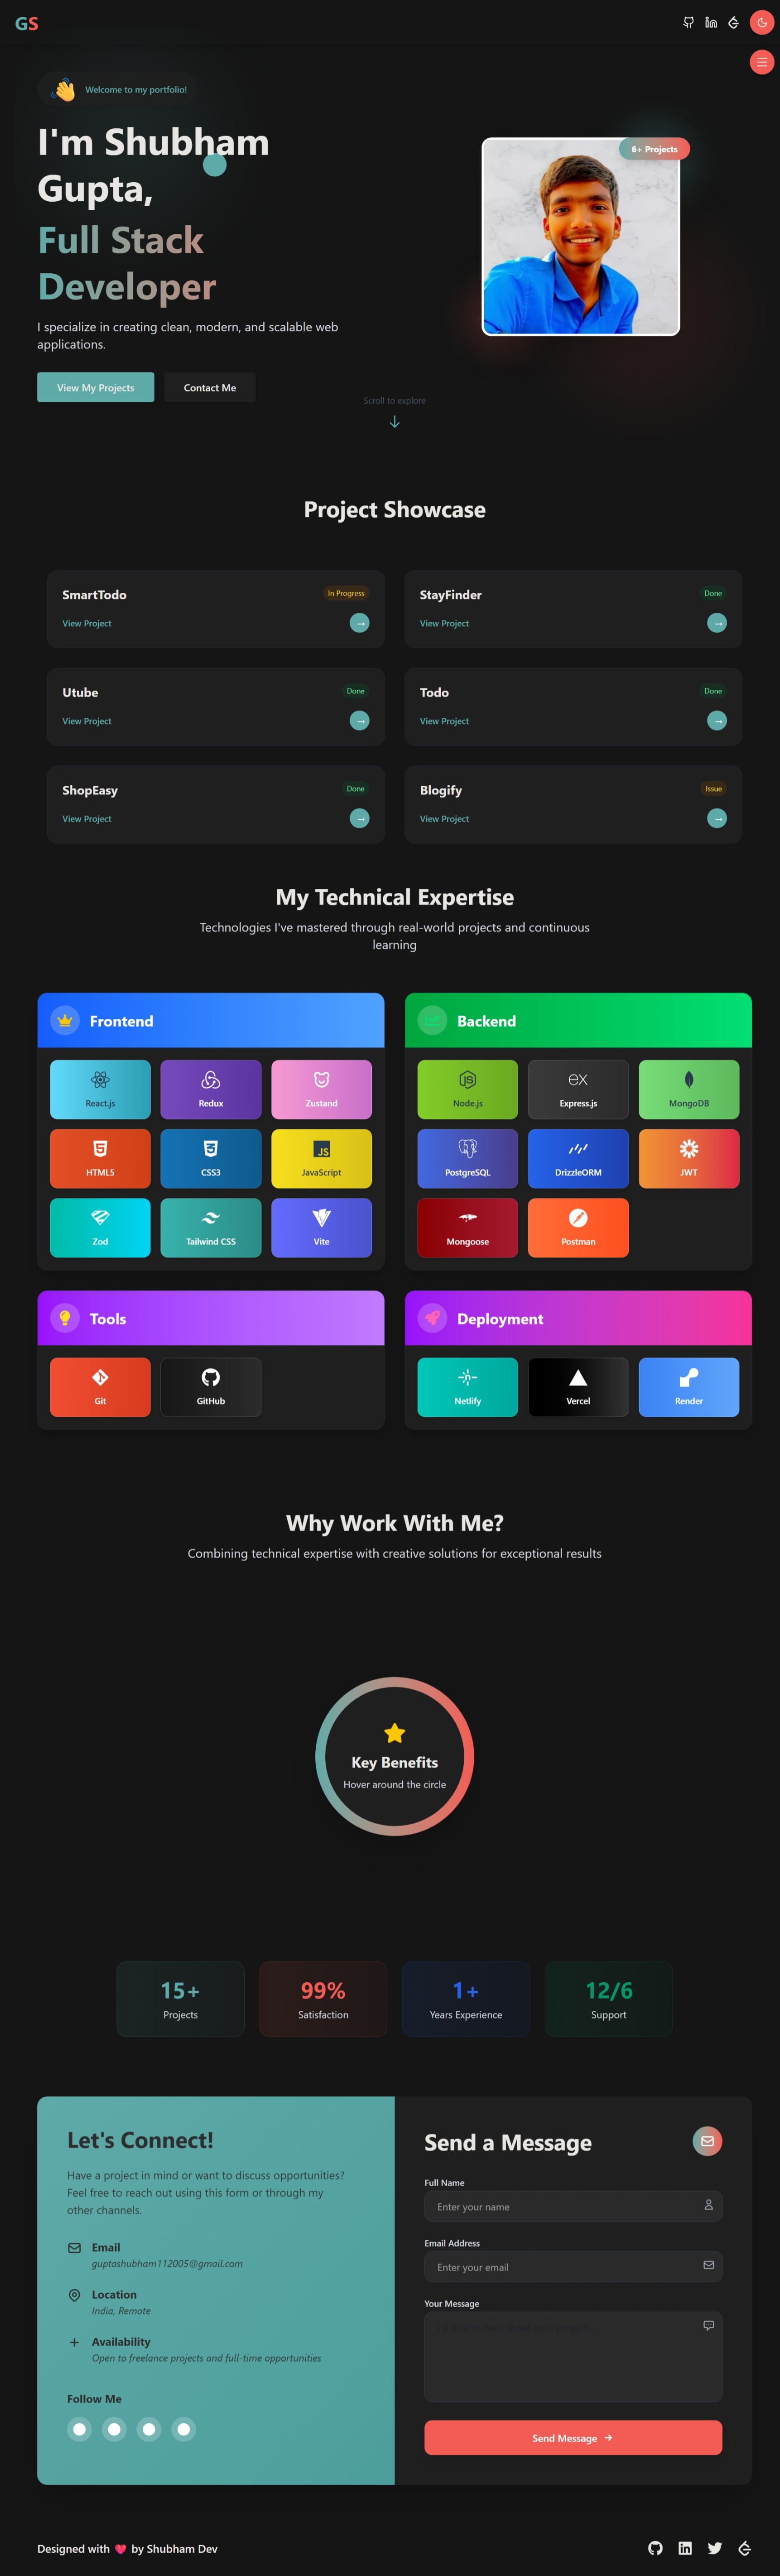 GS
Welcome to my portfolio!
I'm Shubham
Gupta,
Full Stack
Developer
I specialize in creating clean, modern, and scalable web
applications.
View My Projects
Contact Me
6+ Projects
Scroll to explore
Project Showcase
SmartTodo
In Progress
View Project
→
StayFinder
Done
View Project
→
Utube
Done
View Project
→
Todo
Done
View Project
→
ShopEasy
Done
View Project
→
Blogify
Issue
View Project
→
My Technical Expertise
Technologies I've mastered through real-world projects and continuous
learning
Frontend
React.js
Redux
Zustand
HTML5
CSS3
JS
JavaScript
Zod
Tailwind CSS
Vite
Backend
JS
Node.js
ex
Express.js
MongoDB
PostgreSQL
DrizzleORM
JWT
Mongoose
Postman
Tools
Git
GitHub
Deployment
Netlify
Vercel
Render
Why Work With Me?
Combining technical expertise with creative solutions for exceptional results
Key Benefits
Hover around the circle
15+
Projects
99%
Satisfaction
1+
Years Experience
12/6
Support
Let's Connect!
Have a project in mind or want to discuss opportunities?
Feel free to reach out using this form or through my
other channels.
Email
guptashubham112005@gmail.com
Location
India, Remote
Availability
Open to freelance projects and full-time opportunities
Follow Me
Send a Message
Full Name
Enter your name
Email Address
Enter your email
Your Message
Send Message →
Designed with ❤️ by Shubham Dev